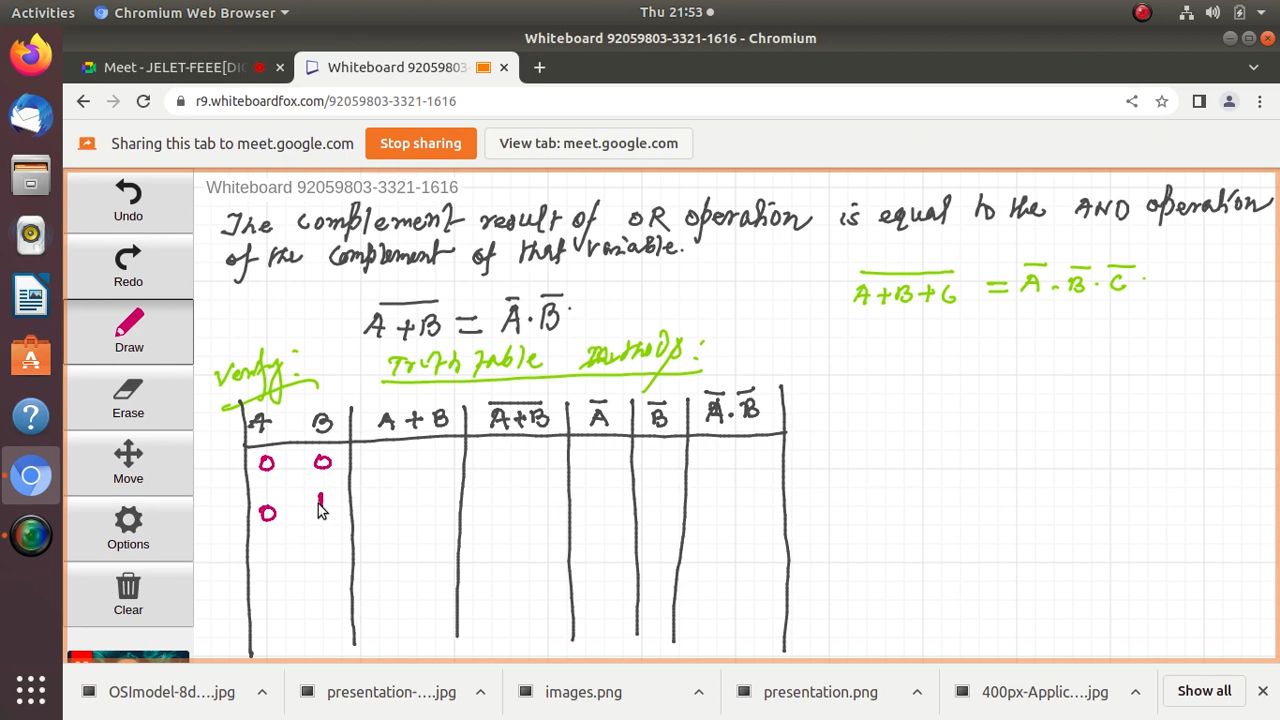 Activities Chromium Web Browser Thu 21:53
Whiteboard 92059803-3321-1616 - Chromium
Meet - JELET-FEEE[DIC Whiteboard 92059803-
r9.whiteboardfox.com/92059803-3321-1616
Sharing this tab to meet.google.com Stop sharing View tab: meet.google.com
Whiteboard 92059803-3321-1616
Undo
Redo
Draw
Erase
Move
Options
Clear
The complement result of OR operation is equal to the AND operation
of the complement of that variable.
A̅+̅B̅+̅C̅ = A̅ . B̅ . C̅ .
A̅+̅B̅ = A̅ . B̅ .
Verify: Truth table methods:
A B A + B A̅+̅B̅ A̅ B̅ A̅ . B̅
0 0
0 1
OSImodel-8d....jpg presentation-....jpg images.png presentation.png 400px-Applic....jpg Show all